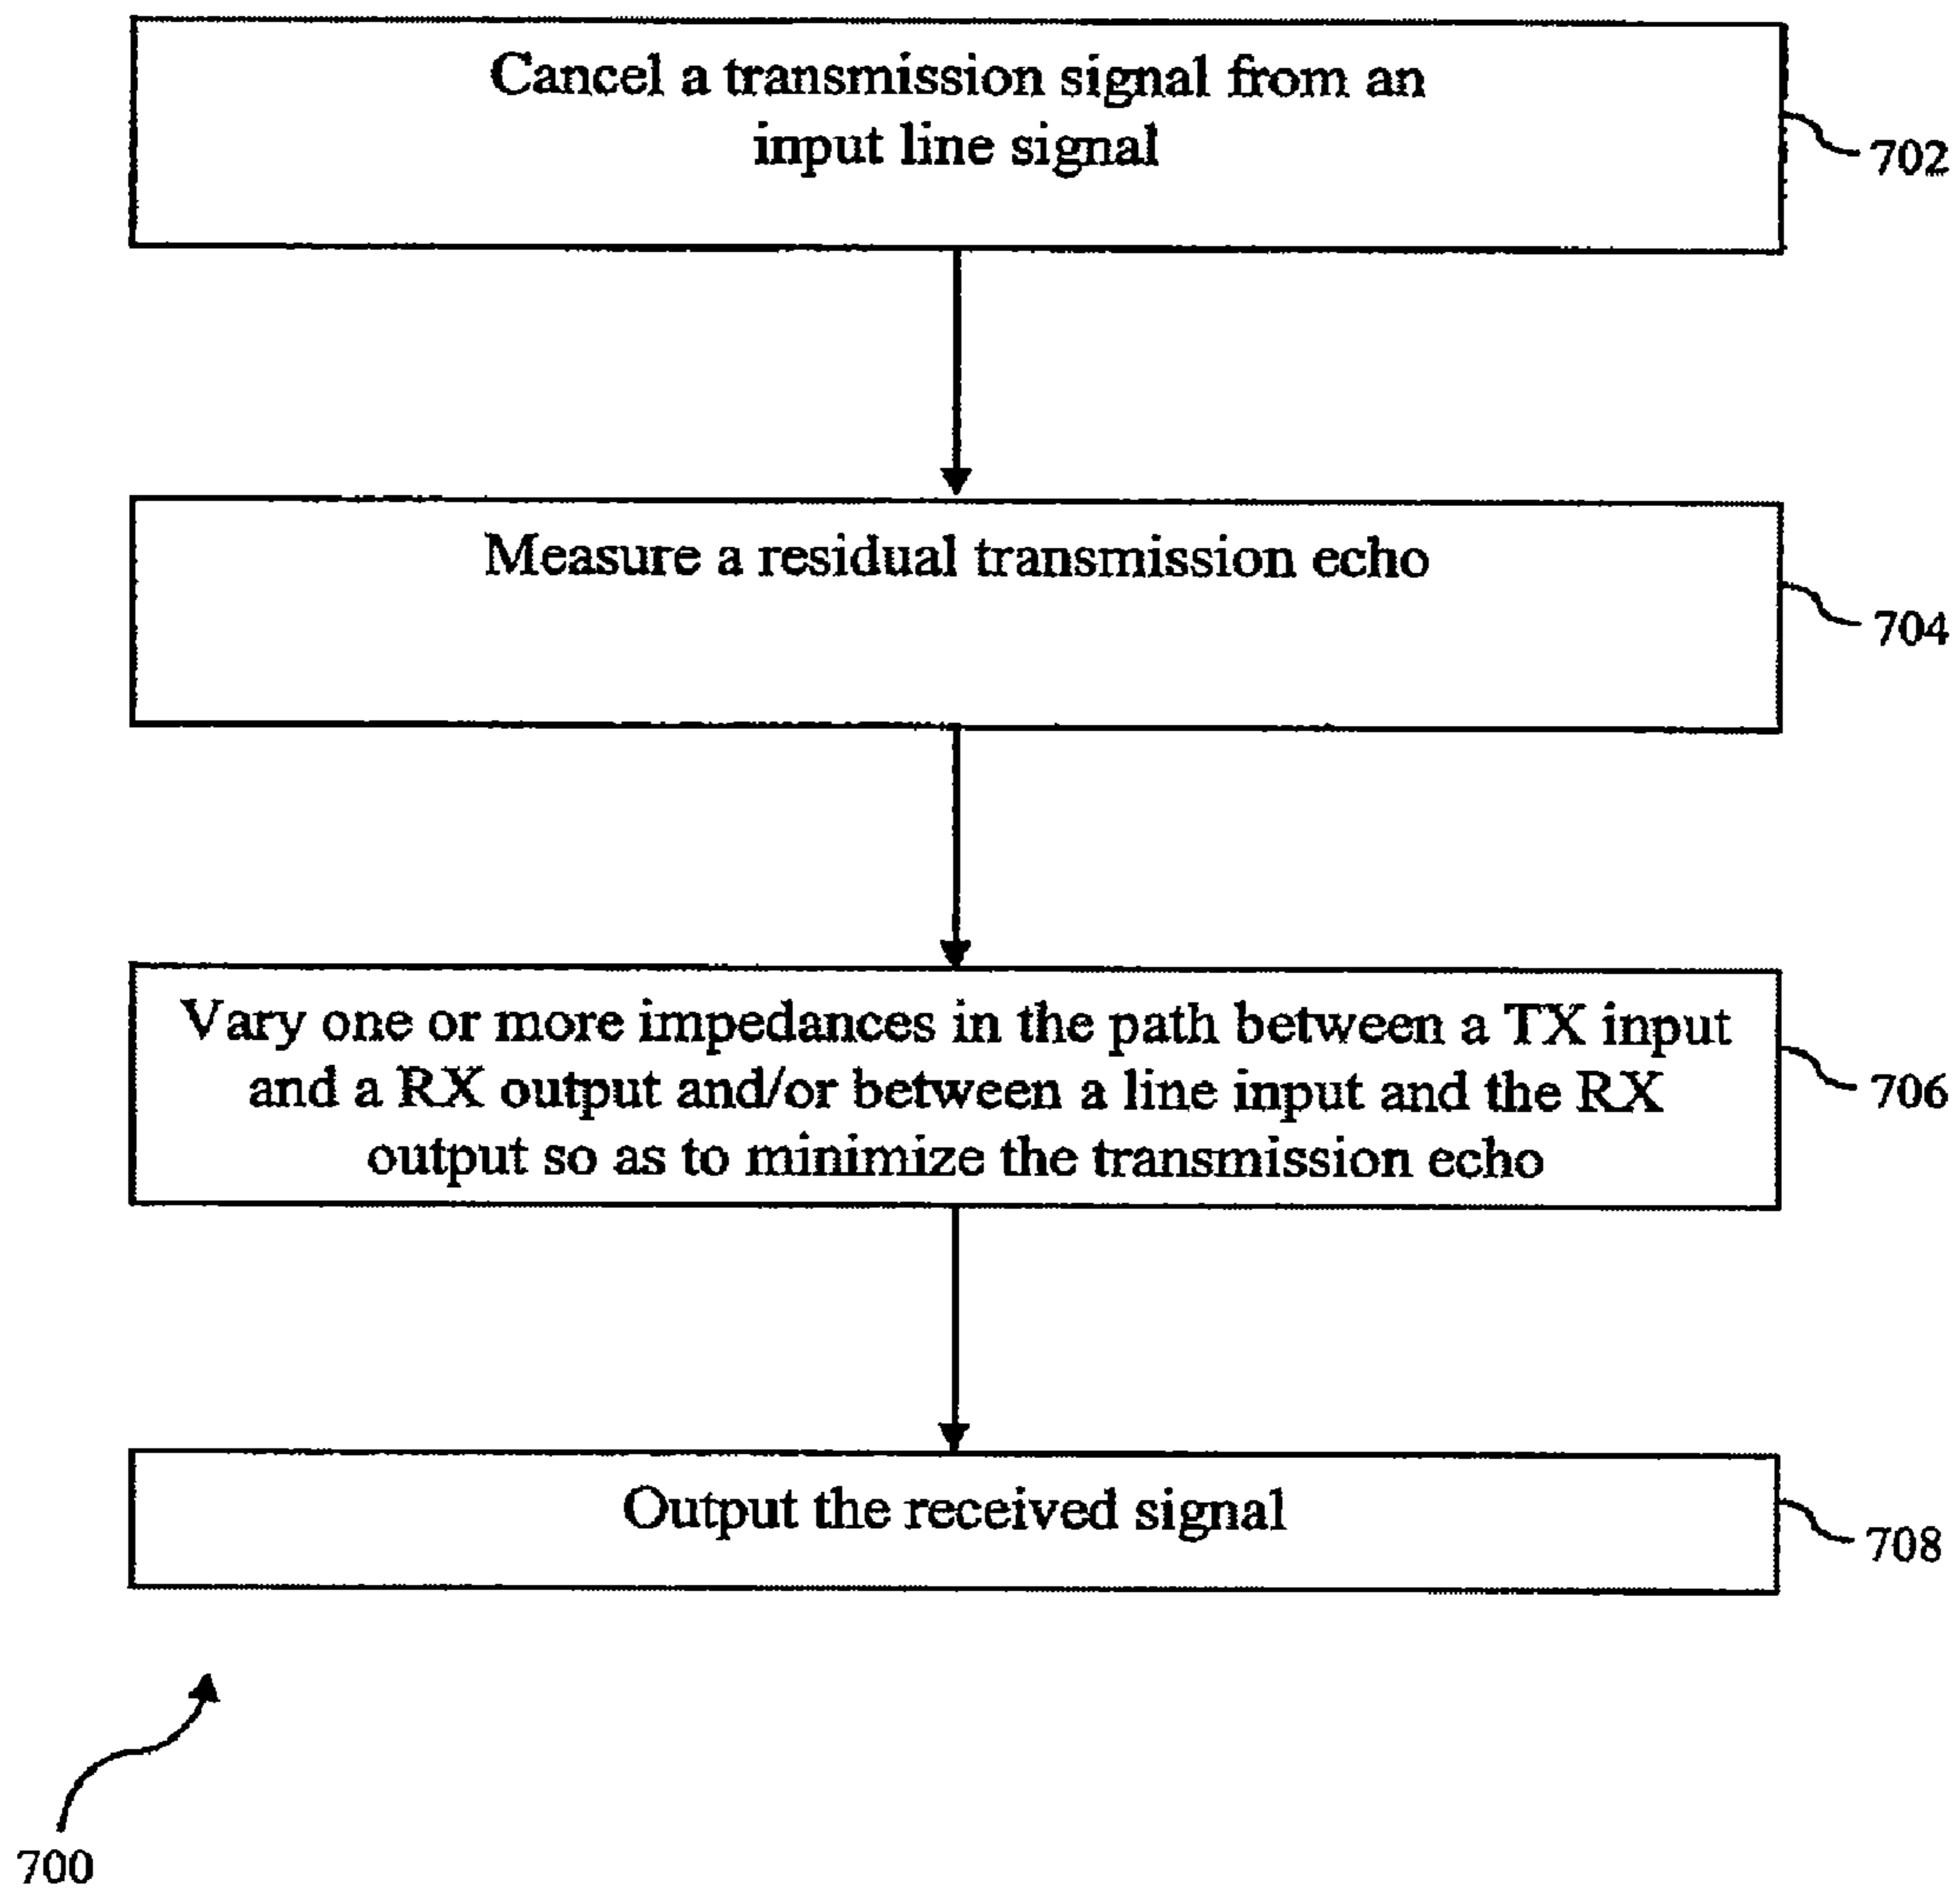 Cancel a transmission signal from an
input line signal
702
Measure a residual transmission echo
704
Vary one or more impedances in the path between a TX input
and a RX output and/or between a line input and the RX
output so as to minimize the transmission echo
706
Output the received signal
708
700